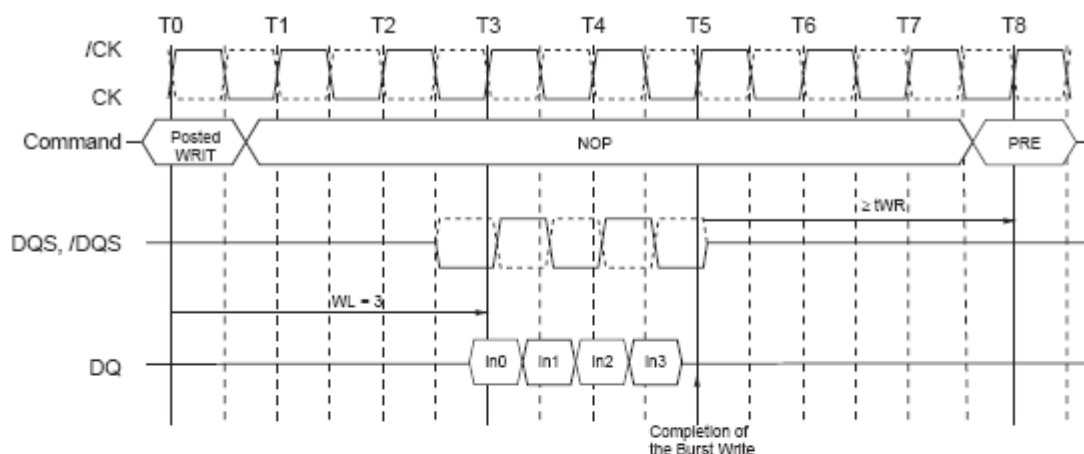 T0 T1 T2 T3 T4 T5 T6 T7 T8
/CK
CK
Command
Posted
WRIT
NOP
PRE
≥ tWR
DQS, /DQS
WL = 3
DQ
In0 In1 In2 In3
Completion of
the Burst Write